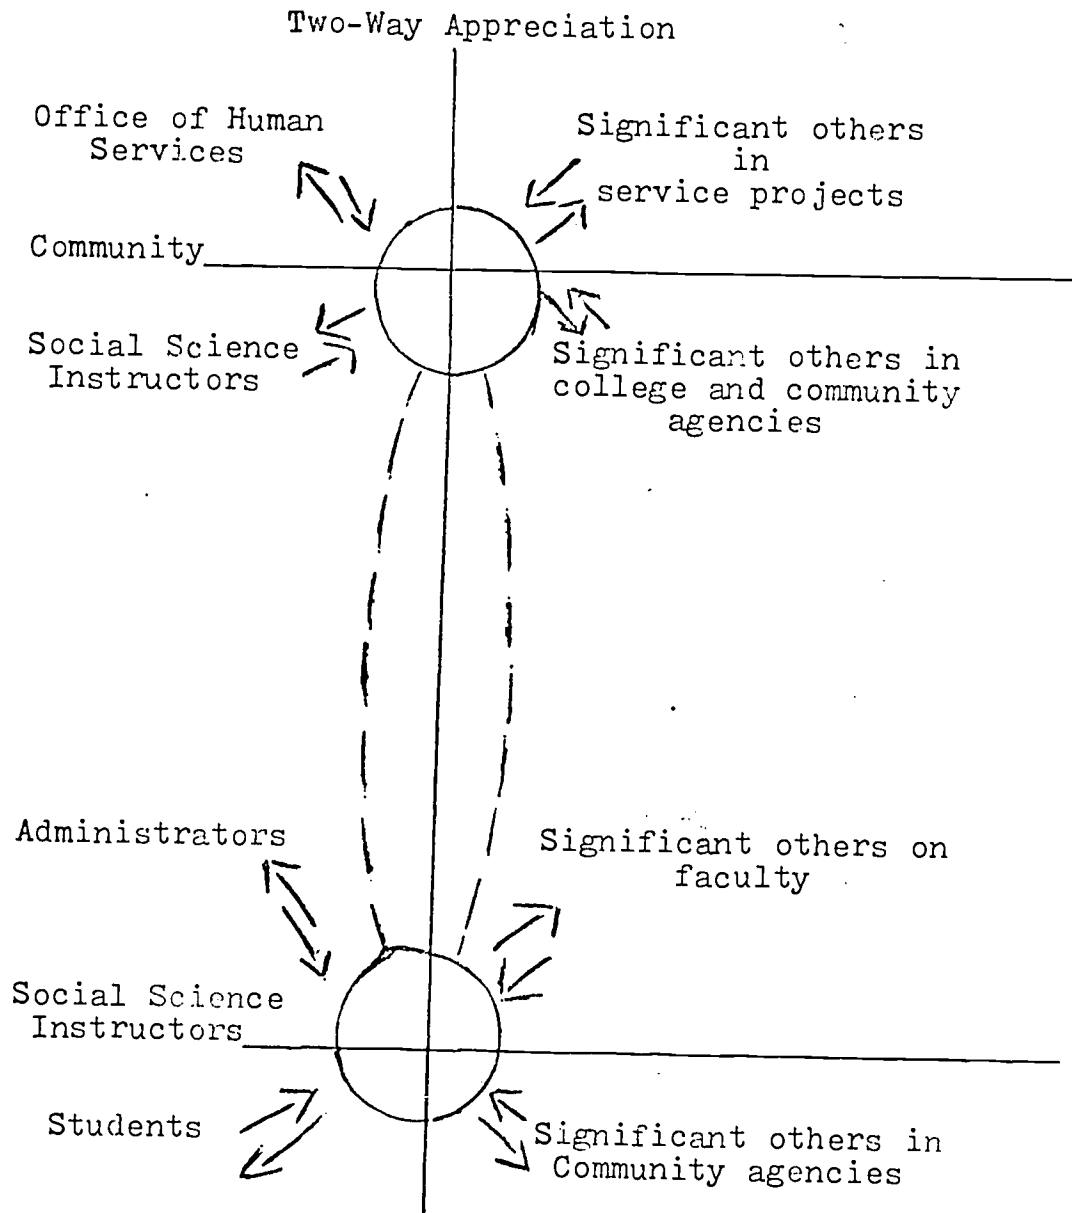 Two-Way Appreciation
Office of Human
Services
Significant others
in
service projects
Community
Social Science
Instructors
Significant others in
college and community
agencies
Administrators
Significant others on
faculty
Social Science
Instructors
Students
Significant others in
Community agencies